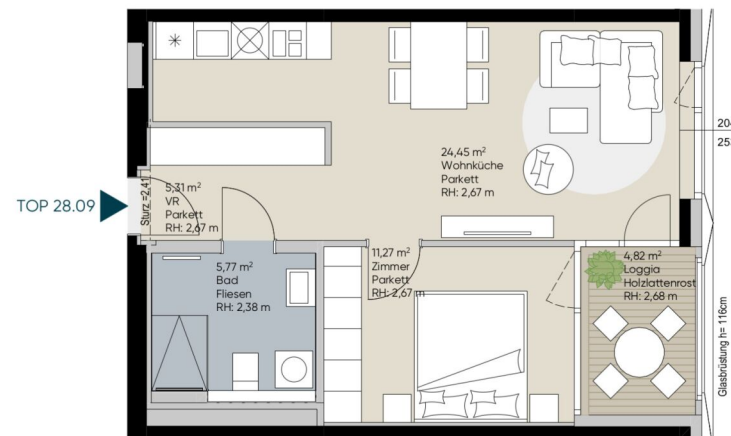 TOP 28.09
Sturz =2,41
5,31 m²
VR
Parkett
RH: 2,67 m
24,45 m²
Wohnküche
Parkett
RH: 2,67 m
5,77 m²
Bad
Fliesen
RH: 2,38 m
11,27 m²
Zimmer
Parkett
RH: 2,67 m
4,82 m²
Loggia
Holzlattenrost
RH: 2,68 m
Glasbrüstung h= 116cm